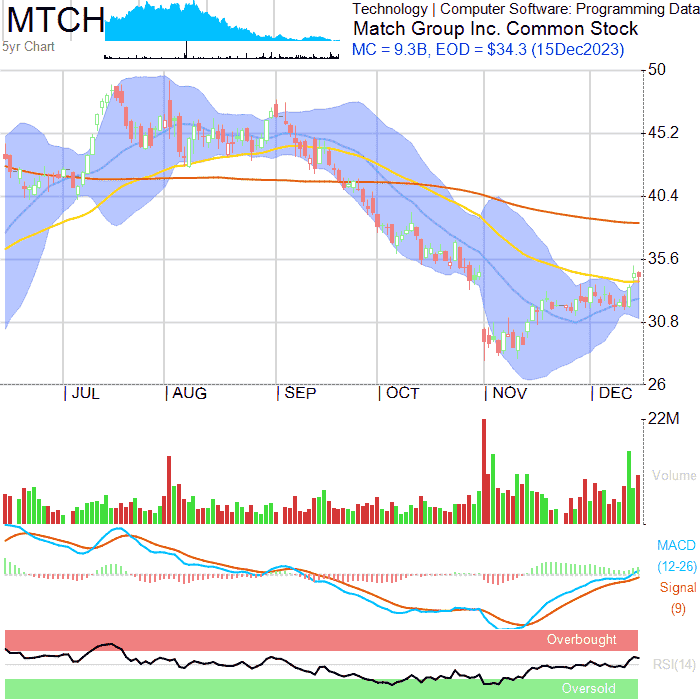 MTCH
5yr Chart
Technology | Computer Software: Programming Data
Match Group Inc. Common Stock
MC = 9.3B, EOD = $34.3 (15Dec2023)
50
45.2
40.4
35.6
30.8
26
JUL
AUG
SEP
OCT
NOV
DEC
22M
Volume
MACD
(12-26)
Signal
(9)
Overbought
RSI(14)
Oversold